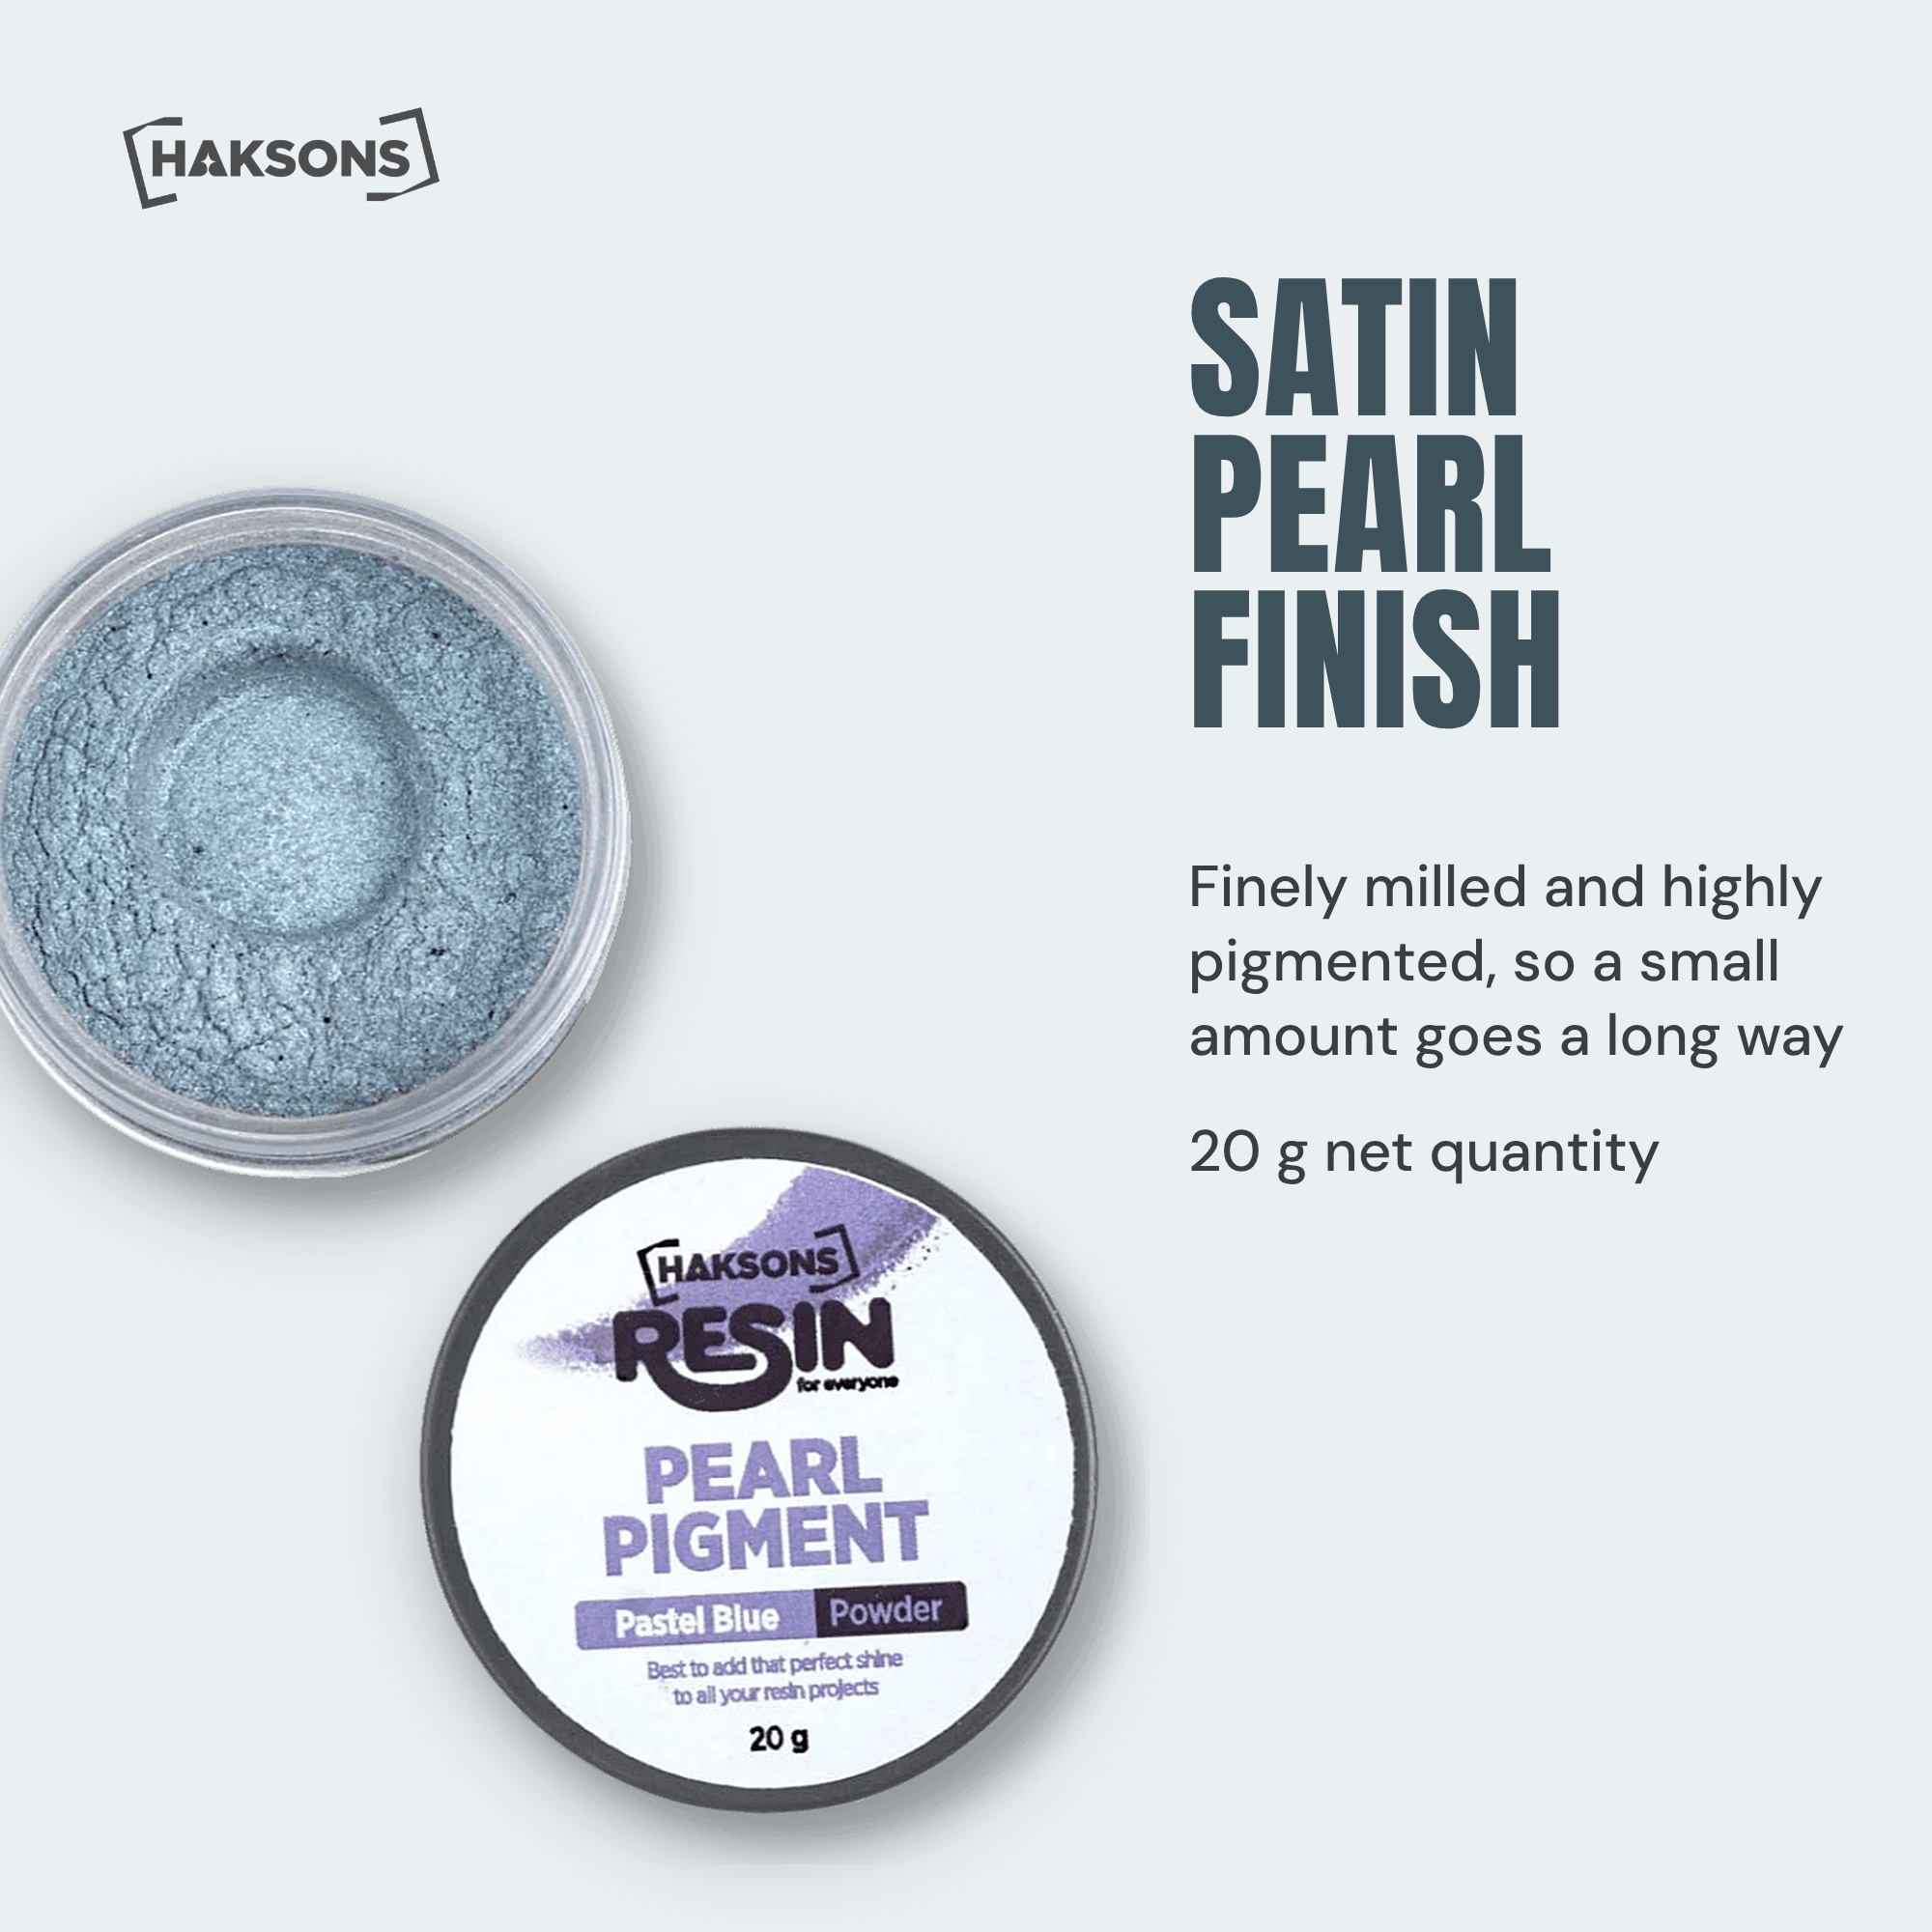 HAKSONS
SATIN
PEARL
FINISH
Finely milled and highly
pigmented, so a small
amount goes a long way
20 g net quantity
HAKSONS
RESIN
for everyone
PEARL
PIGMENT
Pastel Blue Powder
Best to add that perfect shine
to all your resin projects
20 g